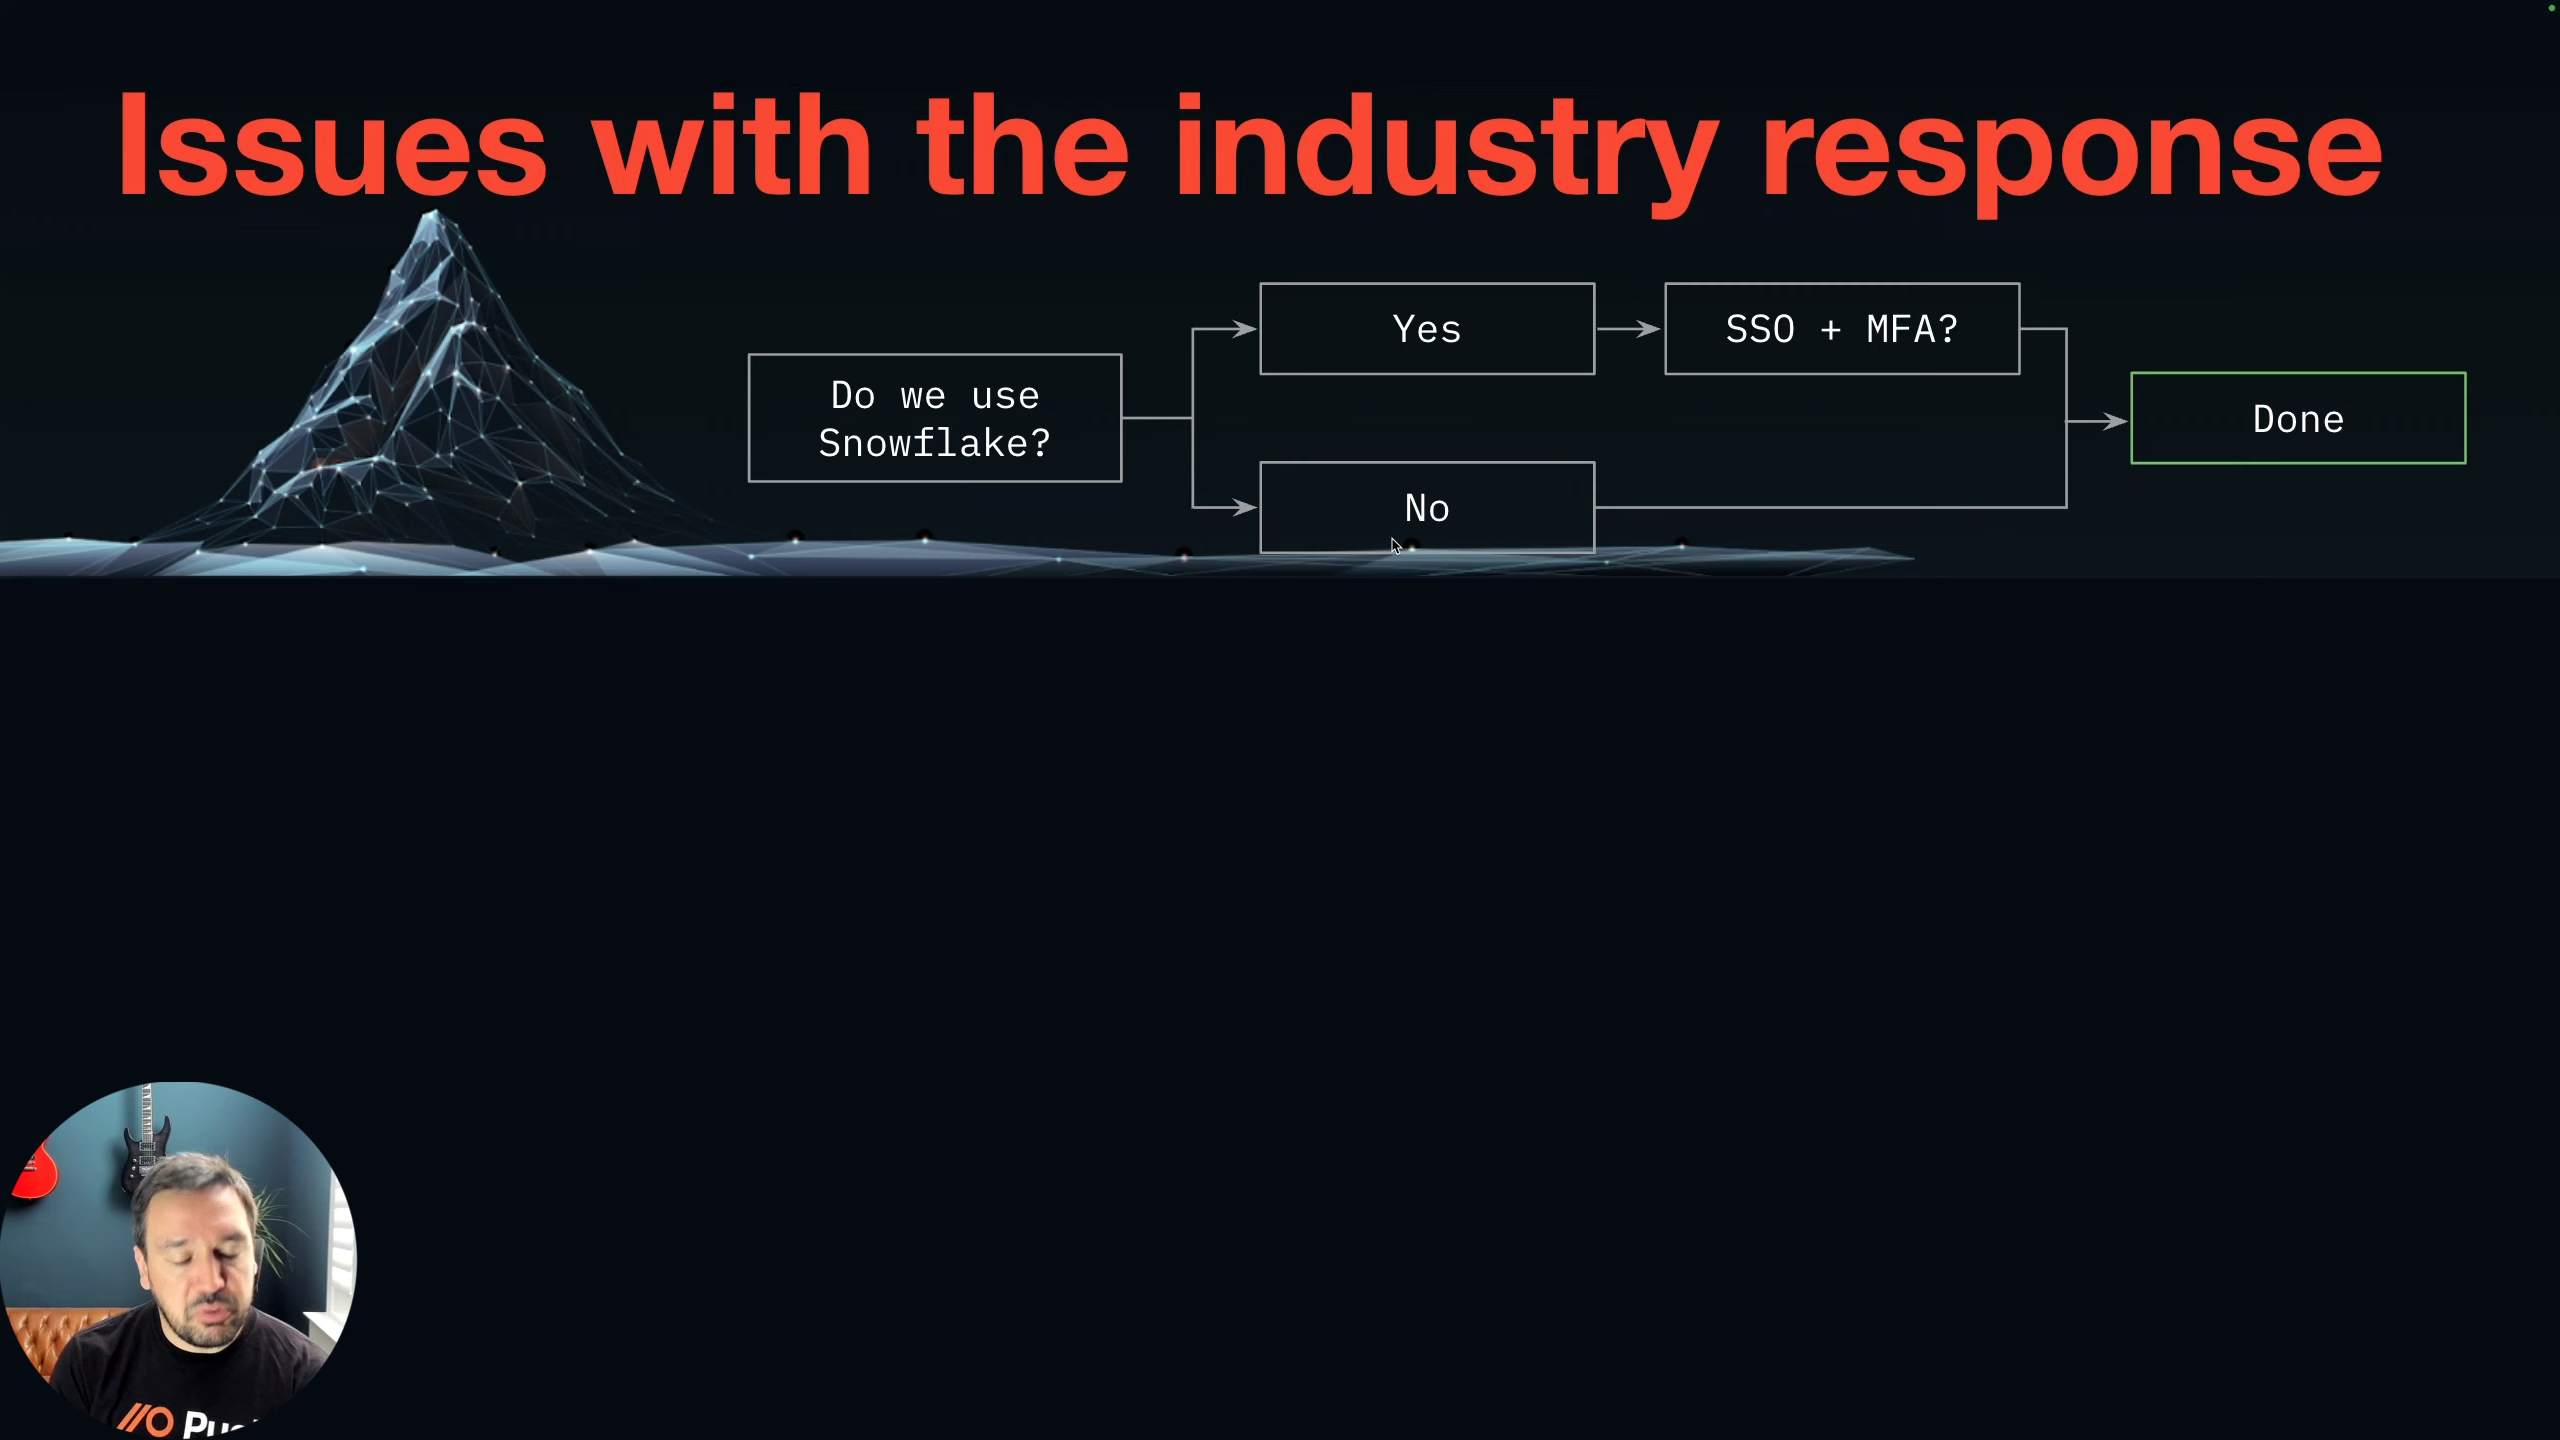 Issues with the industry response
Yes
SSO + MFA?
Do we use
Snowflake?
Done
No